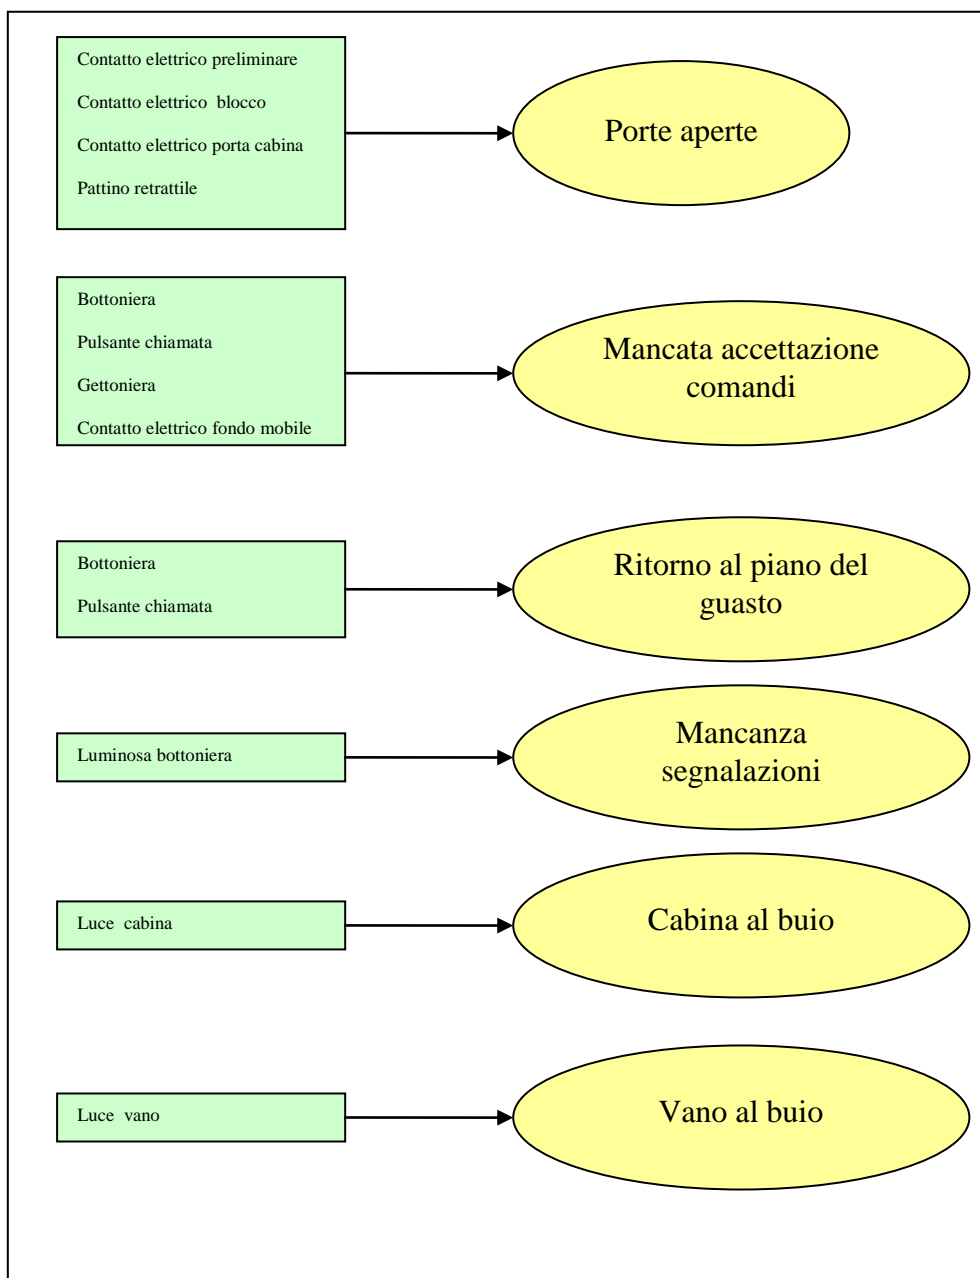 Contatto elettrico preliminare
Contatto elettrico  blocco
Contatto elettrico porta cabina
Pattino retrattile
Porte aperte
Bottoniera
Pulsante chiamata
Gettoniera
Contatto elettrico fondo mobile
Mancata accettazione
comandi
Bottoniera
Pulsante chiamata
Ritorno al piano del
guasto
Luminosa bottoniera
Mancanza
segnalazioni
Luce  cabina
Cabina al buio
Luce  vano
Vano al buio